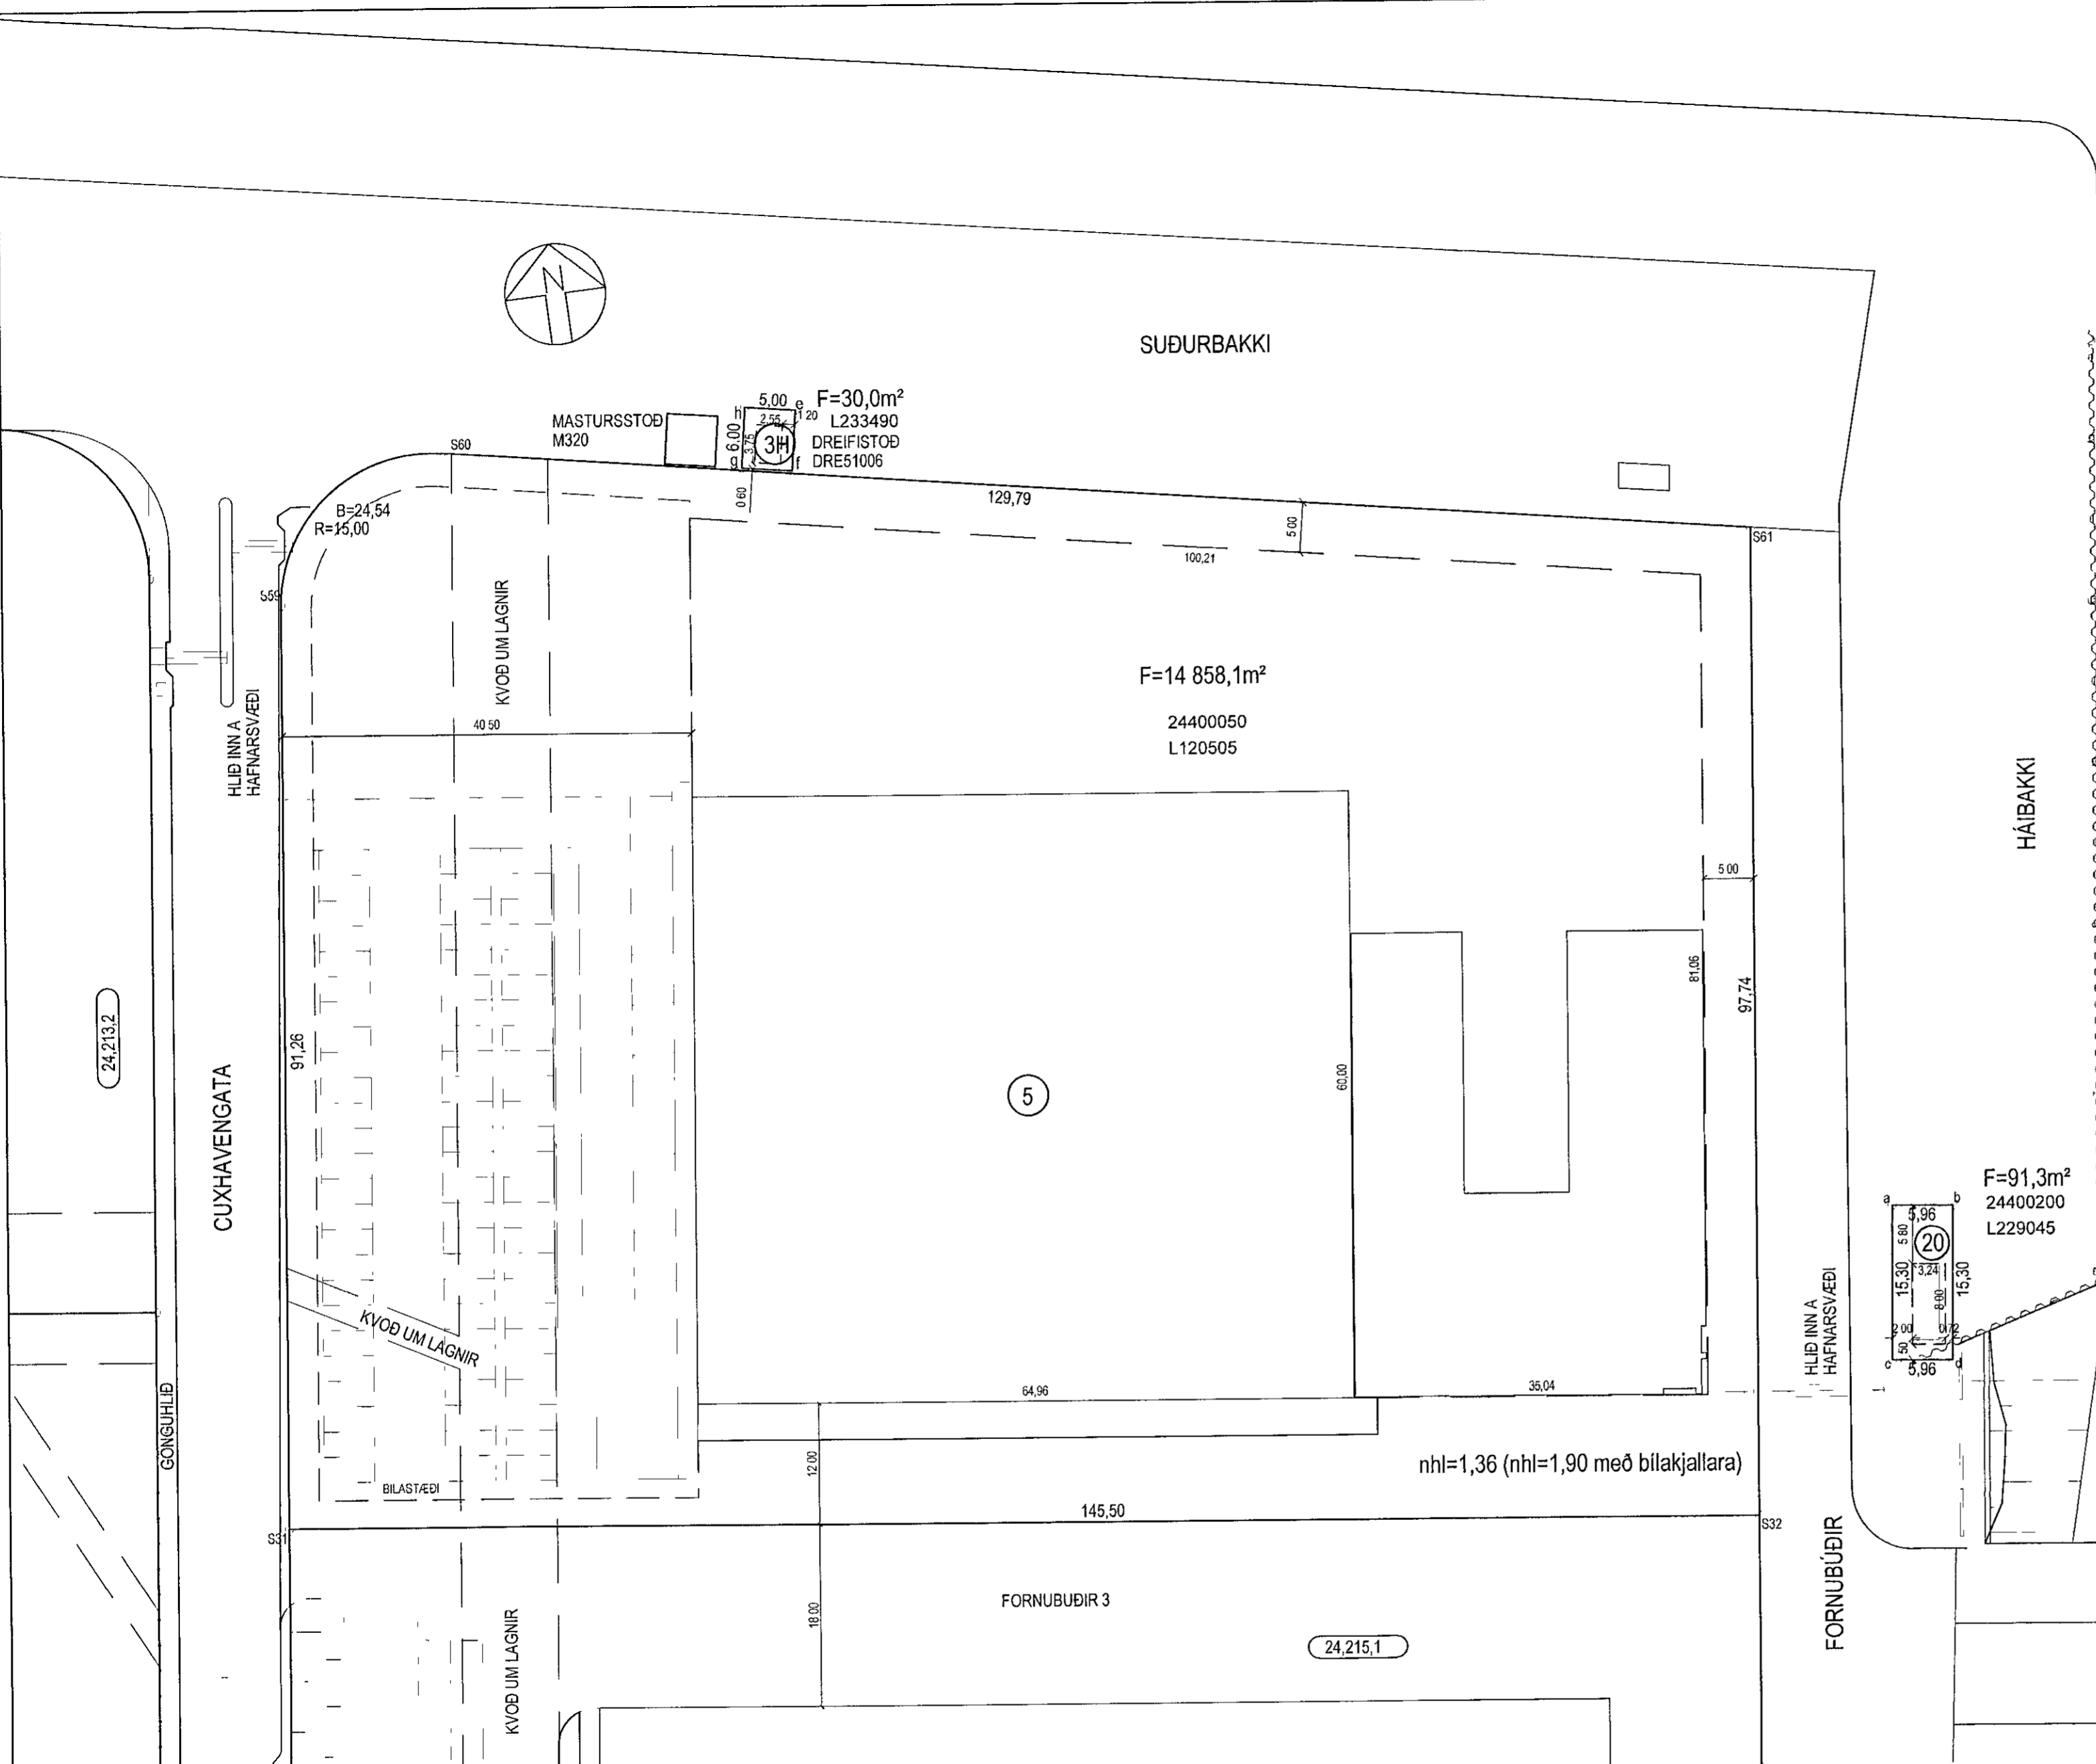 N
SUÐURBAKKI
5,00
e
F=30,0m²
h
2,55
1 20
L233490
MASTURSSTOÐ
M320
6.00
3,75
3H
DREIFISTOÐ
g
f
DRE51006
S60
0 60
129,79
B=24,54
R=15,00
5 00
100,21
S61
S59
KVOÐ UM LAGNIR
F=14 858,1m²
24400050
L120505
40 50
HLIÐ INN A
HAFNARSVÆÐI
HÁIBAKKI
5 00
81,06
97,74
24,213,2
91,26
CUXHAVENGATA
60,00
5
F=91,3m²
24400200
L229045
a
b
5,96
5 80
20
3,24
15,30
15,30
8,00
2 00
0,72
1 50
c
5,96
d
HLIÐ INN A
HAFNARSVÆÐI
KVOÐ UM LAGNIR
GONGUHLIÐ
64,96
35,04
12 00
nhl=1,36 (nhl=1,90 með bílakjallara)
BILASTÆÐI
145,50
S31
S32
FORNUBÚÐIR
FORNUBUÐIR 3
18 00
24,215,1
KVOÐ UM LAGNIR